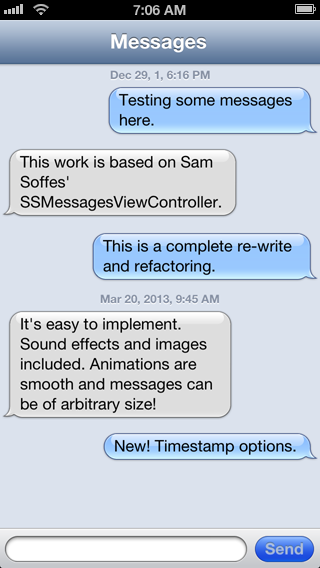 7:06 AM
Messages
Dec 29, 1, 6:16 PM
Testing some messages
here.
This work is based on Sam
Soffes'
SSMessagesViewController.
This is a complete re-write
and refactoring.
Mar 20, 2013, 9:45 AM
It's easy to implement.
Sound effects and images
included. Animations are
smooth and messages can
be of arbitrary size!
New! Timestamp options.
Send